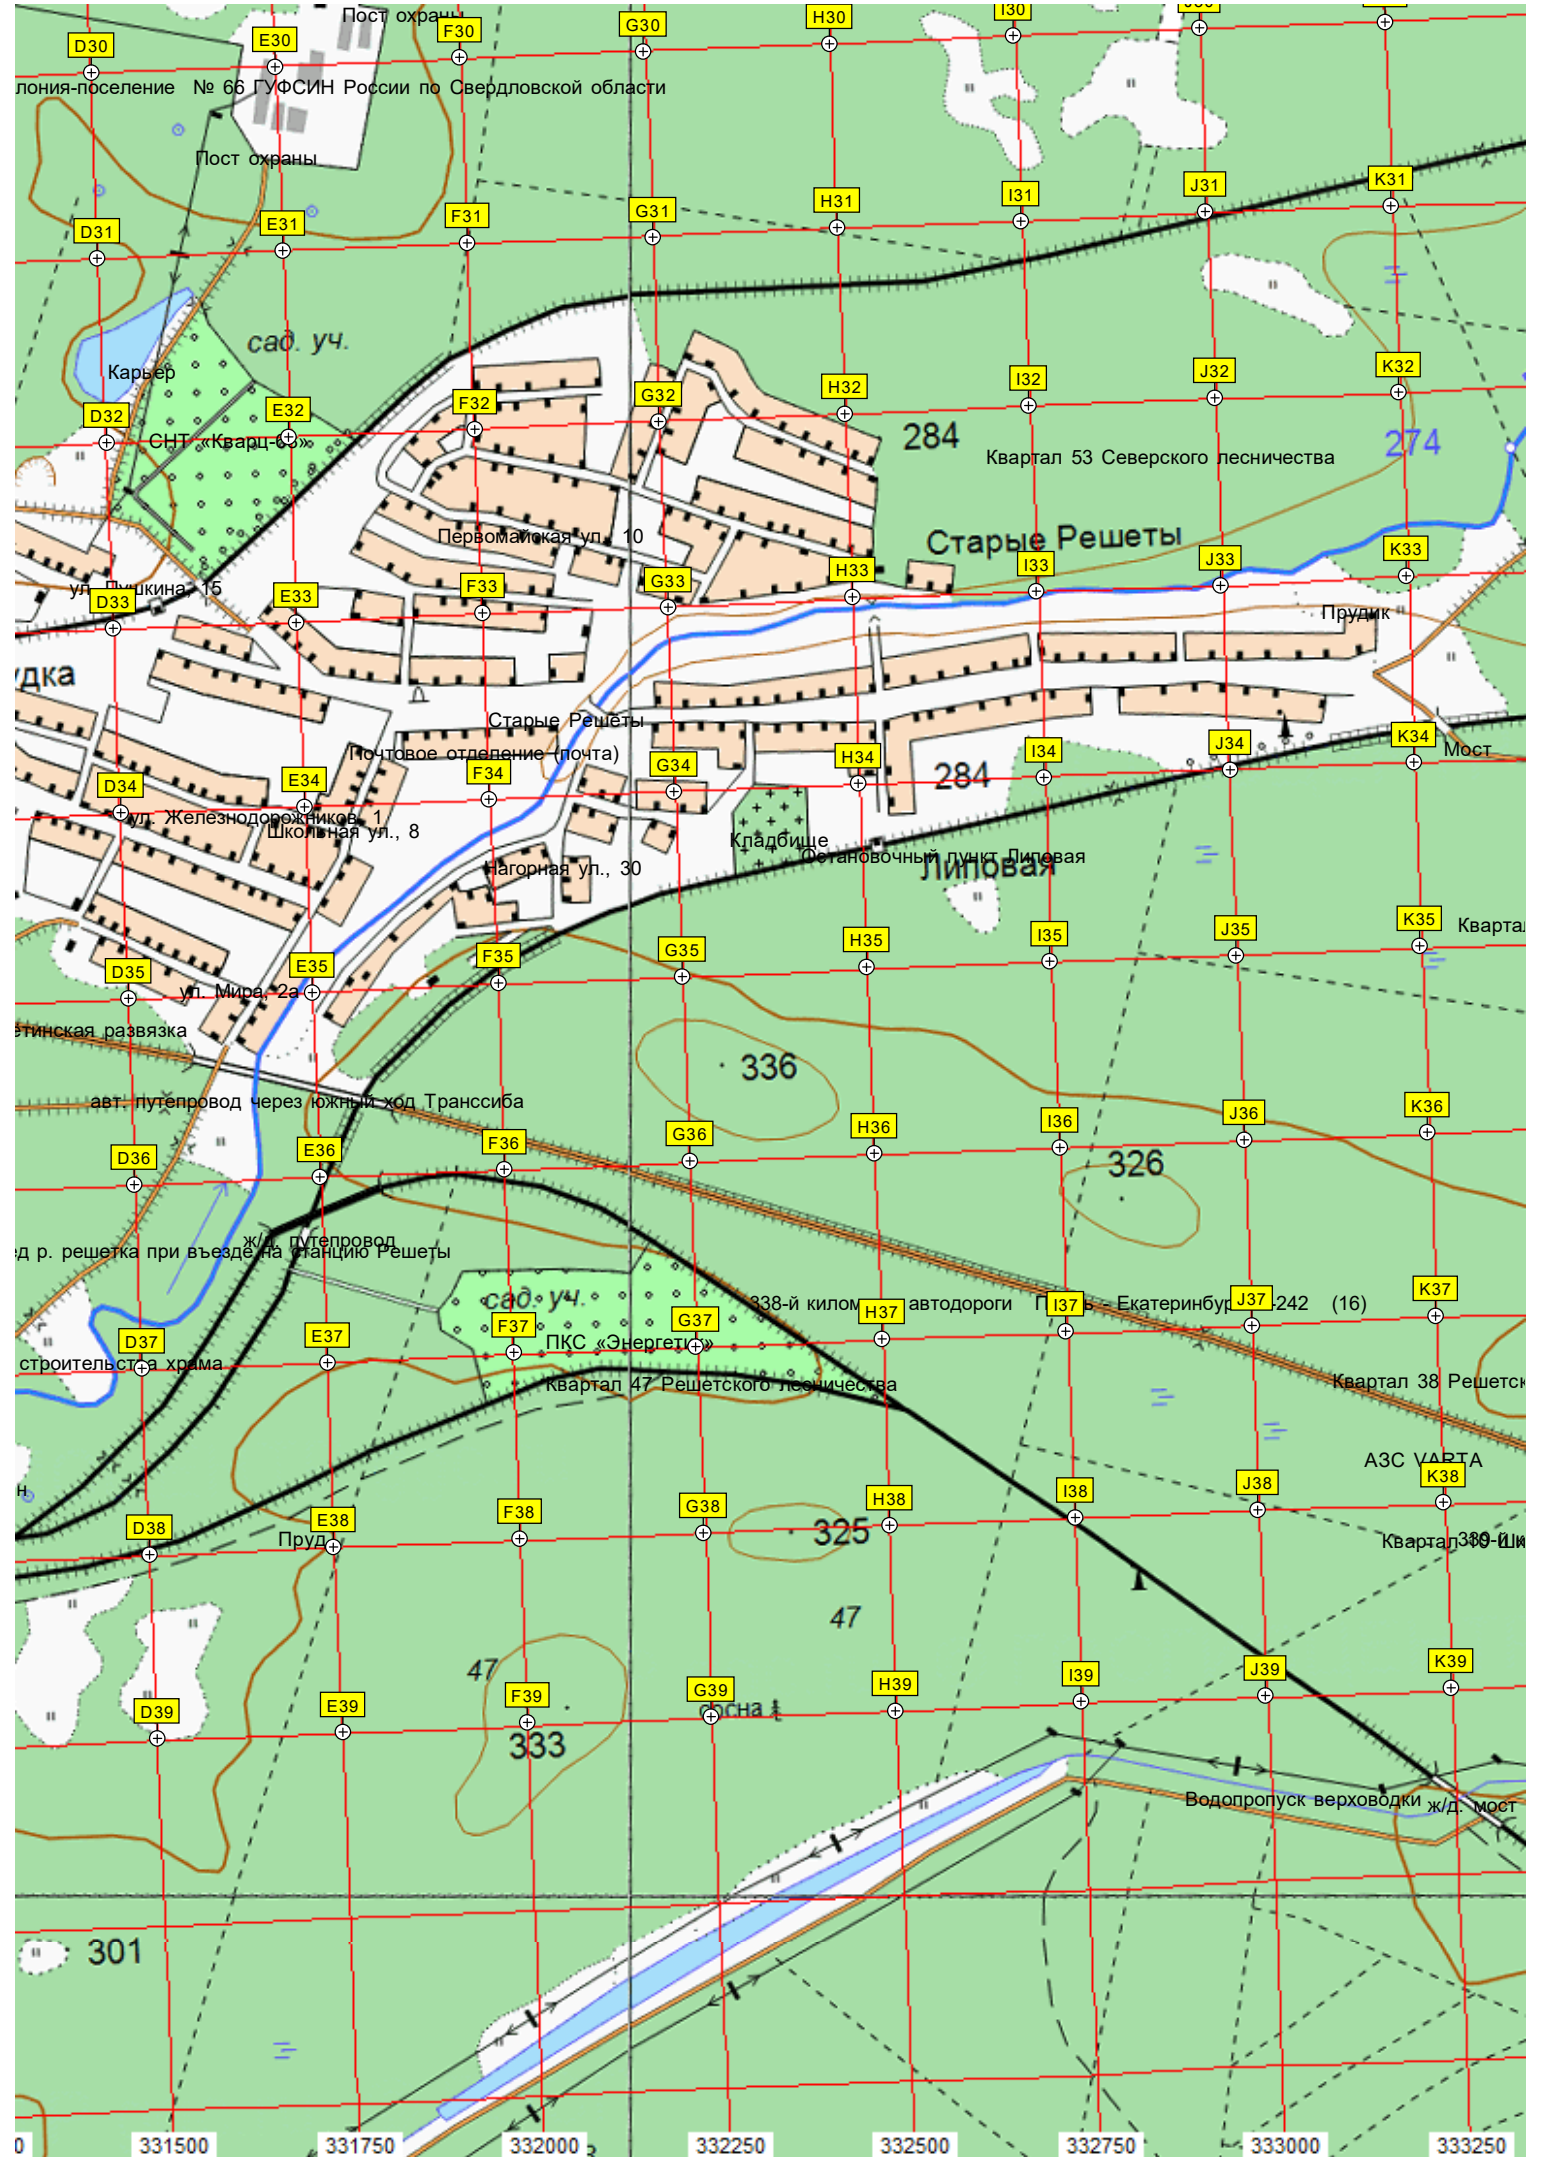 Пост охраны
I30
H30
G30
F30
E30
D30
лония-поселение № 66 ГУФСИН России по Свердловской области
Пост охраны
K31
J31
I31
H31
G31
F31
E31
D31
сад. уч.
Карьер
K32
J32
I32
H32
G32
F32
E32
D32
СНТ «Кварц-
284
274
Квартал 53 Северского лесничества
Первомайская ул., 10
Старые Решеты
K33
J33
I33
H33
G33
F33
E33
D33
Прудик
удка
Старые Решеты
Почтовое отделение (почта)
K34
Мост
J34
I34
H34
G34
F34
E34
D34
284
ул. Железнодорожников, 1
Школьная ул., 8
Кладбище
Остановочный пункт Липовая
Липовая
Нагорная ул., 30
K35
Квартал
J35
I35
H35
G35
F35
E35
D35
ул. Мира, 2а
етинская развязка
336
авт. путепровод через южный ход Транссиба
K36
J36
I36
H36
G36
F36
E36
D36
326
ж/д. путепровод
ед р. решетка при въезде на станцию Решеты
сад. уч.
338-й автодороги - 242 (16)
K37
J37
I37
H37
G37
F37
E37
D37
ПКС
строительства храма
Квартал 47 Решетского лесничества
Квартал 38 Решетск
АЗС VARTA
K38
J38
I38
H38
G38
F38
E38
D38
н
Пруд
325
Квартал
47
47
K39
J39
I39
H39
G39
F39
E39
D39
сосна
333
Водопропуск верховодки
ж/д. мост
301
0
331500
331750
332000
332250
332500
332750
333000
333250